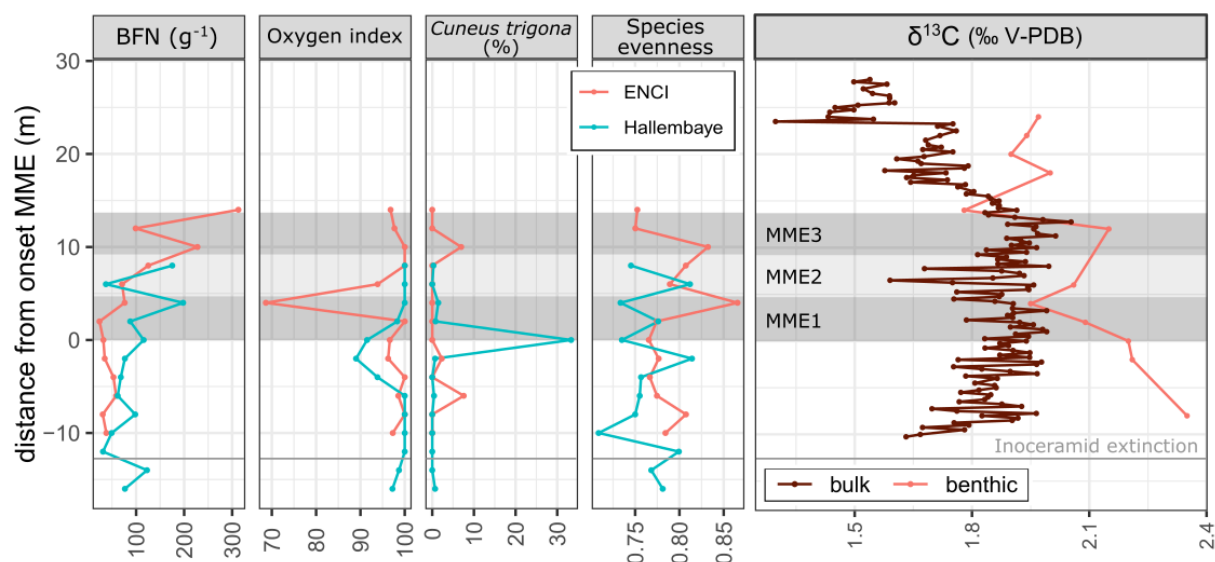 BFN (g⁻¹)
Oxygen index
Cuneus trigona
(%)
Species
evenness
δ¹³C (‰ V-PDB)
distance from onset MME (m)
30
20
10
0
−10
ENCI
Hallembaye
MME3
MME2
MME1
Inoceramid extinction
bulk
benthic
0
100
200
300
70
80
90
100
0
10
20
30
0.75
0.80
0.85
1.5
1.8
2.1
2.4